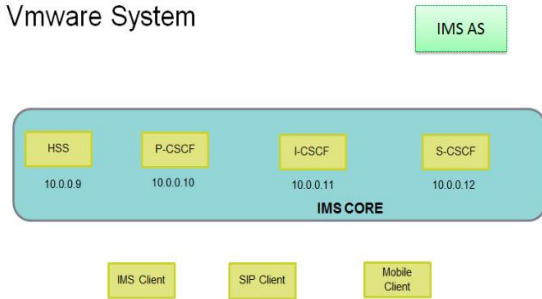 Vmware System
IMS AS
HSS
P-CSCF
I-CSCF
S-CSCF
10.0.0.9
10.0.0.10
10.0.0.11
10.0.0.12
IMS CORE
IMS Client
SIP Client
Mobile
Client